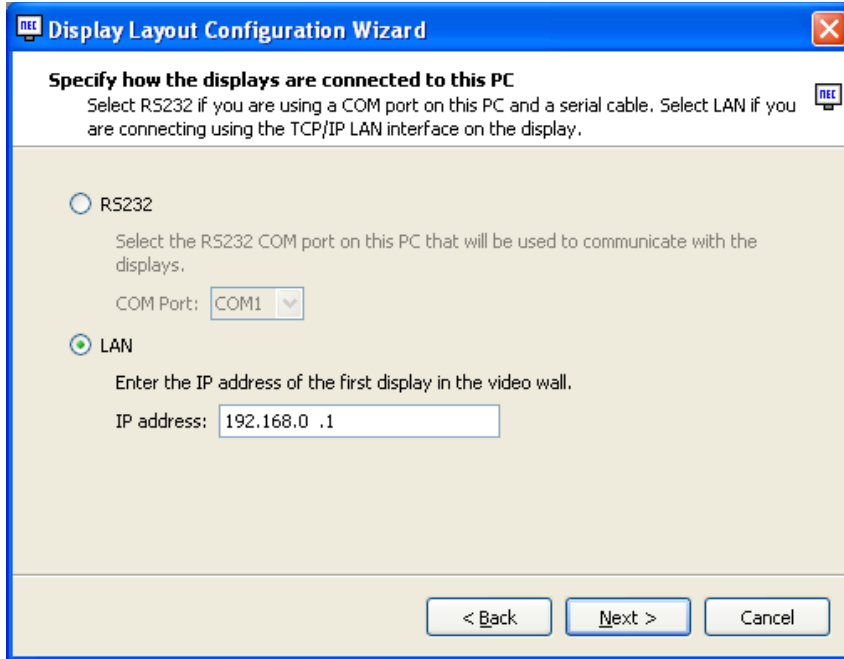 NEC Display Layout Configuration Wizard
Specify how the displays are connected to this PC
Select RS232 if you are using a COM port on this PC and a serial cable. Select LAN if you
are connecting using the TCP/IP LAN interface on the display.
NEC
RS232
Select the RS232 COM port on this PC that will be used to communicate with the
displays.
COM Port: COM1
LAN
Enter the IP address of the first display in the video wall.
IP address: 192.168.0 .1
< Back Next > Cancel